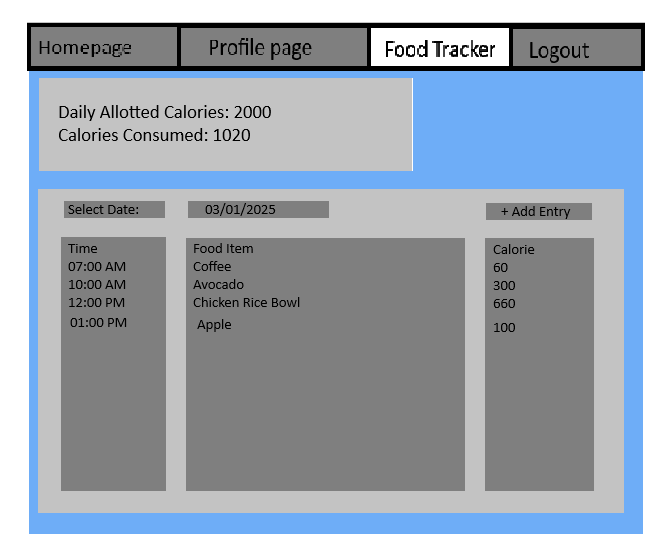 Homepage Profile page Food Tracker Logout
Daily Allotted Calories: 2000
Calories Consumed: 1020
Select Date: 03/01/2025 + Add Entry
Time Food Item Calorie
07:00 AM Coffee 60
10:00 AM Avocado 300
12:00 PM Chicken Rice Bowl 660
01:00 PM Apple 100